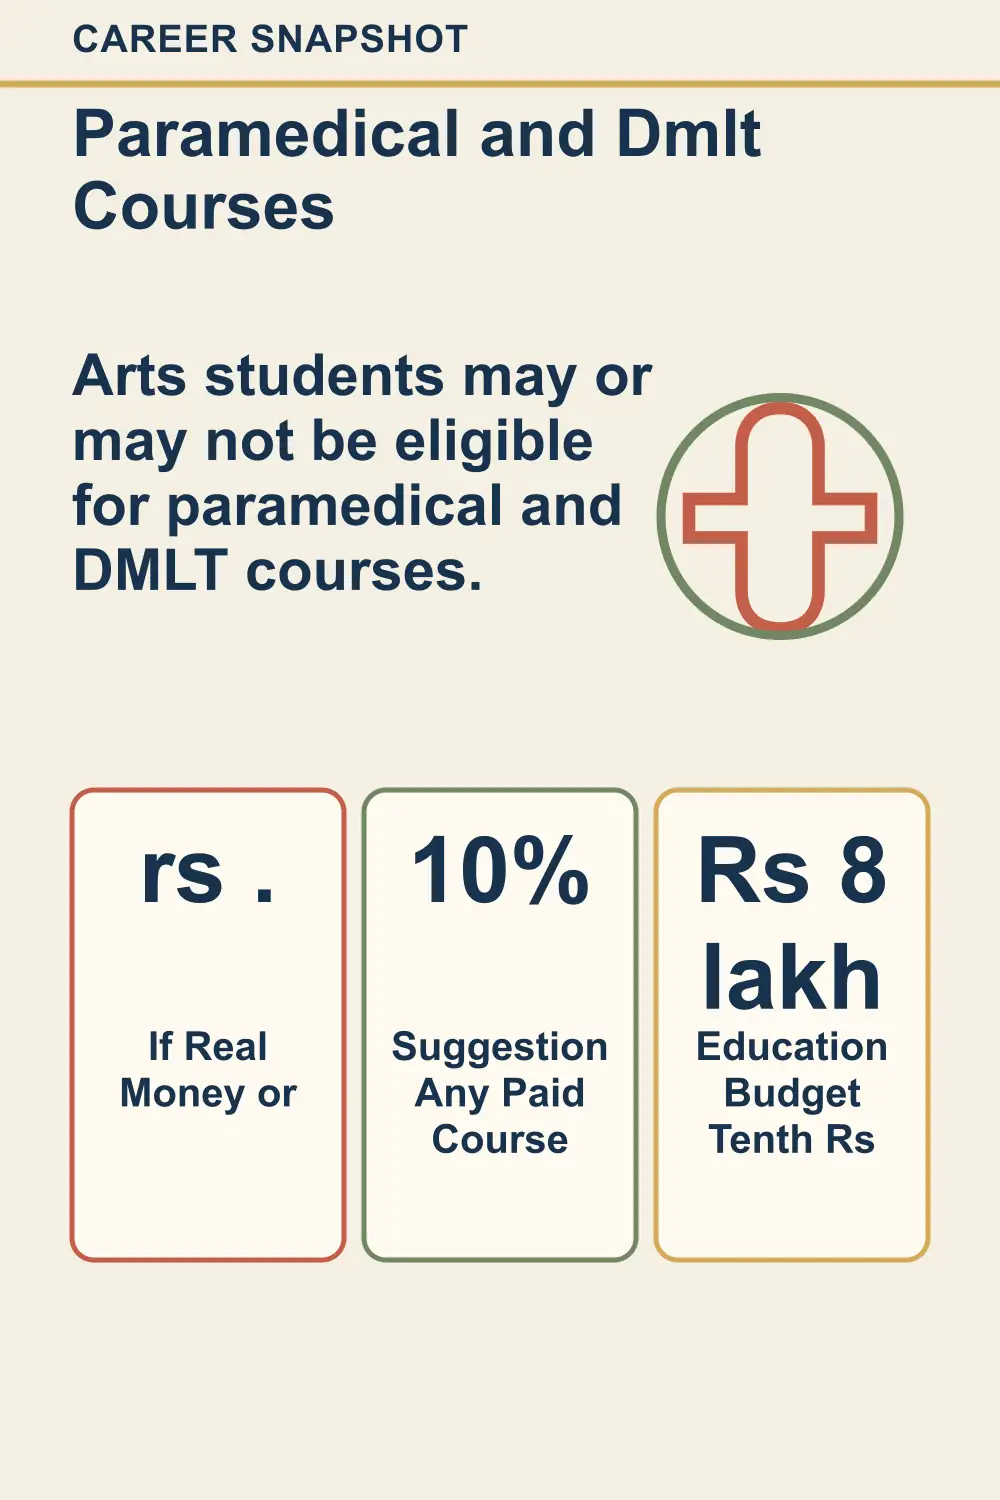 CAREER SNAPSHOT
Paramedical and Dmlt
Courses
Arts students may or
may not be eligible
for paramedical and
DMLT courses.
rs .
If Real
Money or
10%
Suggestion
Any Paid
Course
Rs 8
lakh
Education
Budget
Tenth Rs